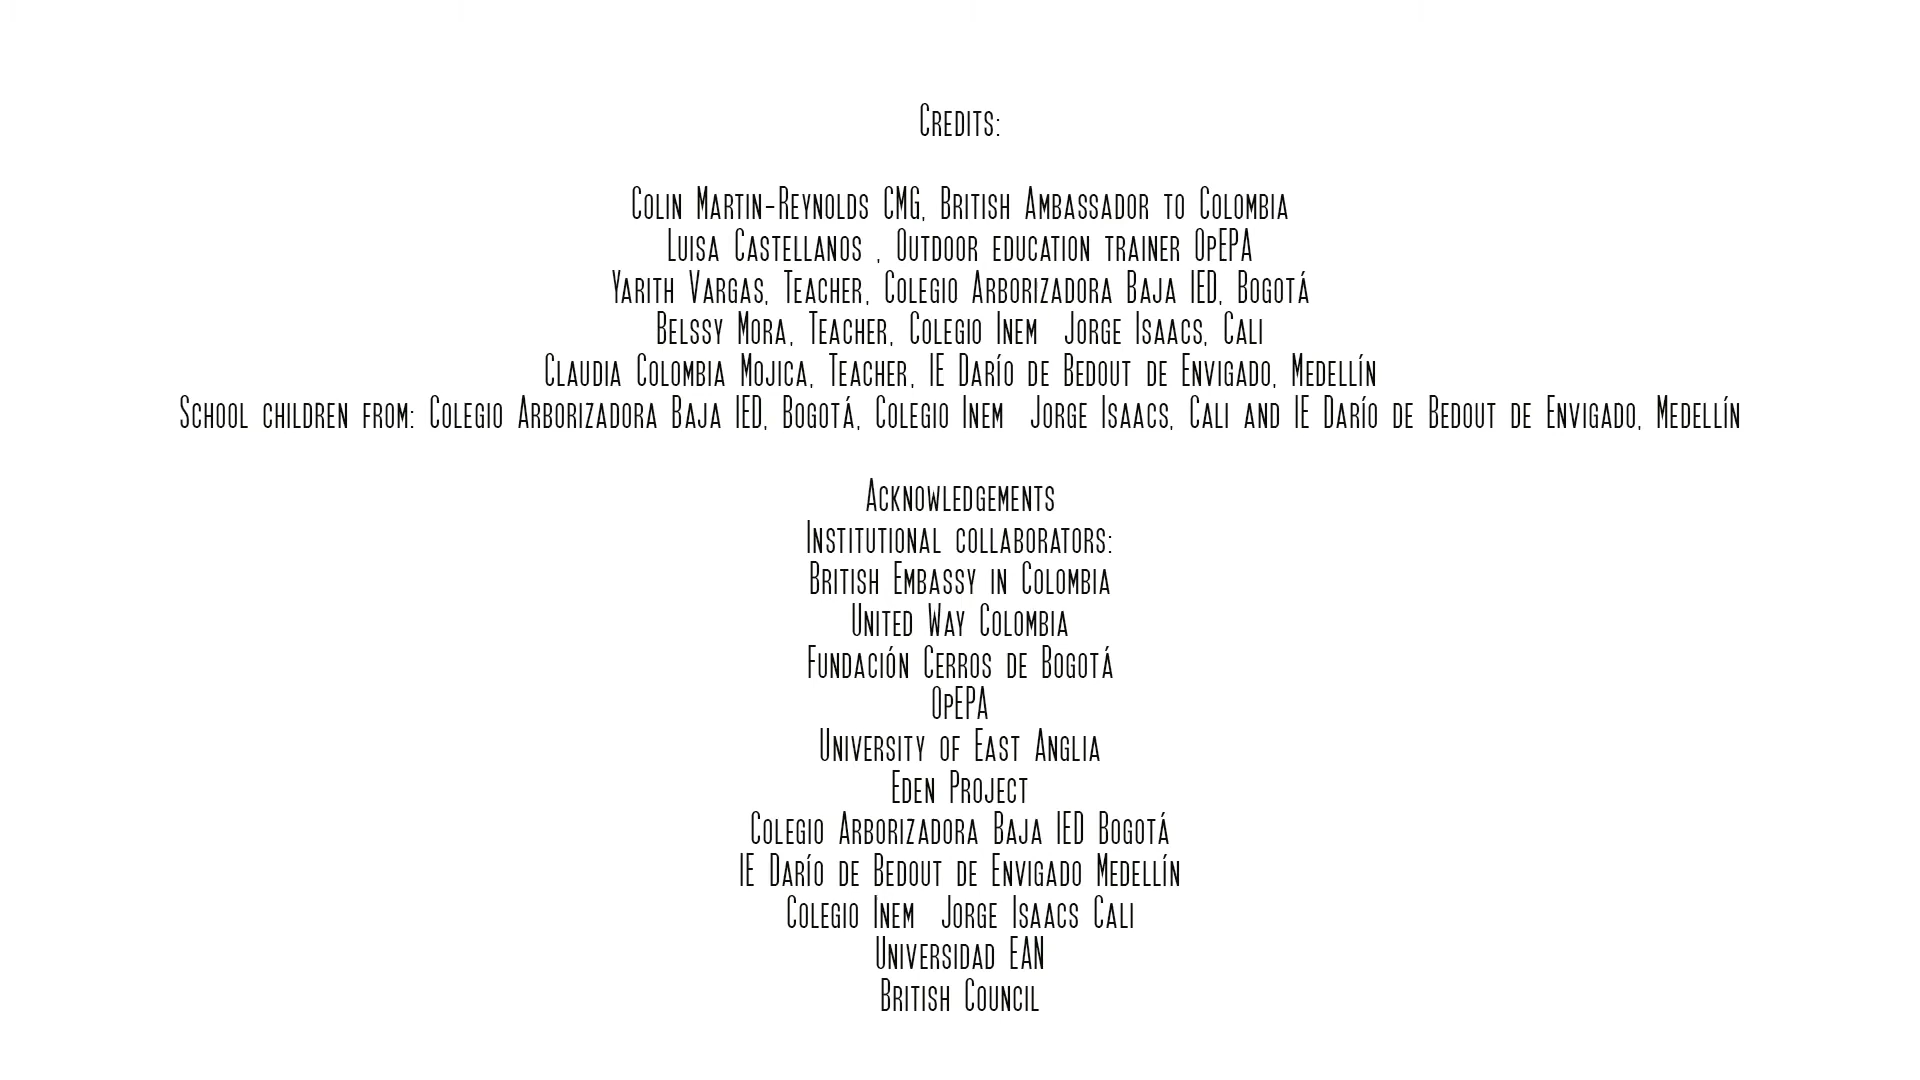 Credits:
Colin Martin-Reynolds CMG, British Ambassador to Colombia
Luisa Castellanos , Outdoor education trainer OpEPA
Yarith Vargas, Teacher, Colegio Arborizadora Baja IED, Bogotá
Belssy Mora, Teacher, Colegio Inem  Jorge Isaacs, Cali
Claudia Colombia Mojica, Teacher, IE Darío de Bedout de Envigado, Medellín
School children from: Colegio Arborizadora Baja IED, Bogotá, Colegio Inem  Jorge Isaacs, Cali and IE Darío de Bedout de Envigado, Medellín
Acknowledgements
Institutional collaborators:
British Embassy in Colombia
United Way Colombia
Fundación Cerros de Bogotá
OpEPA
University of East Anglia
Eden Project
Colegio Arborizadora Baja IED Bogotá
IE Darío de Bedout de Envigado Medellín
Colegio Inem  Jorge Isaacs Cali
Universidad EAN
British Council